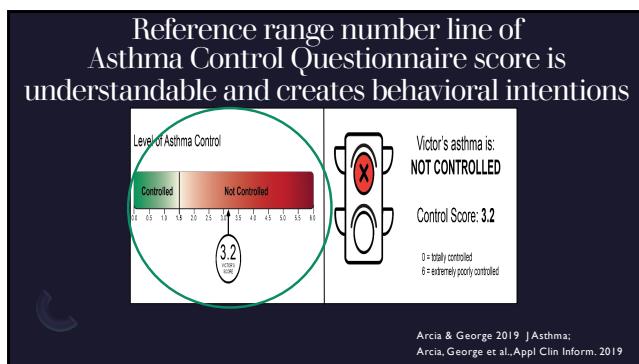 Reference range number line of
Asthma Control Questionnaire score is
understandable and creates behavioral intentions
Level of Asthma Control
Controlled
Not Controlled
0.0 0.5 1.0 1.5 2.0 2.5 3.0 3.5 4.0 4.5 5.0 5.5 6.0
3.2
VICTOR'S
SCORE
X
Victor's asthma is:
NOT CONTROLLED
Control Score: 3.2
0 = totally controlled
6 = extremely poorly controlled
Arcia & George 2019 J Asthma;
Arcia, George et al., Appl Clin Inform. 2019